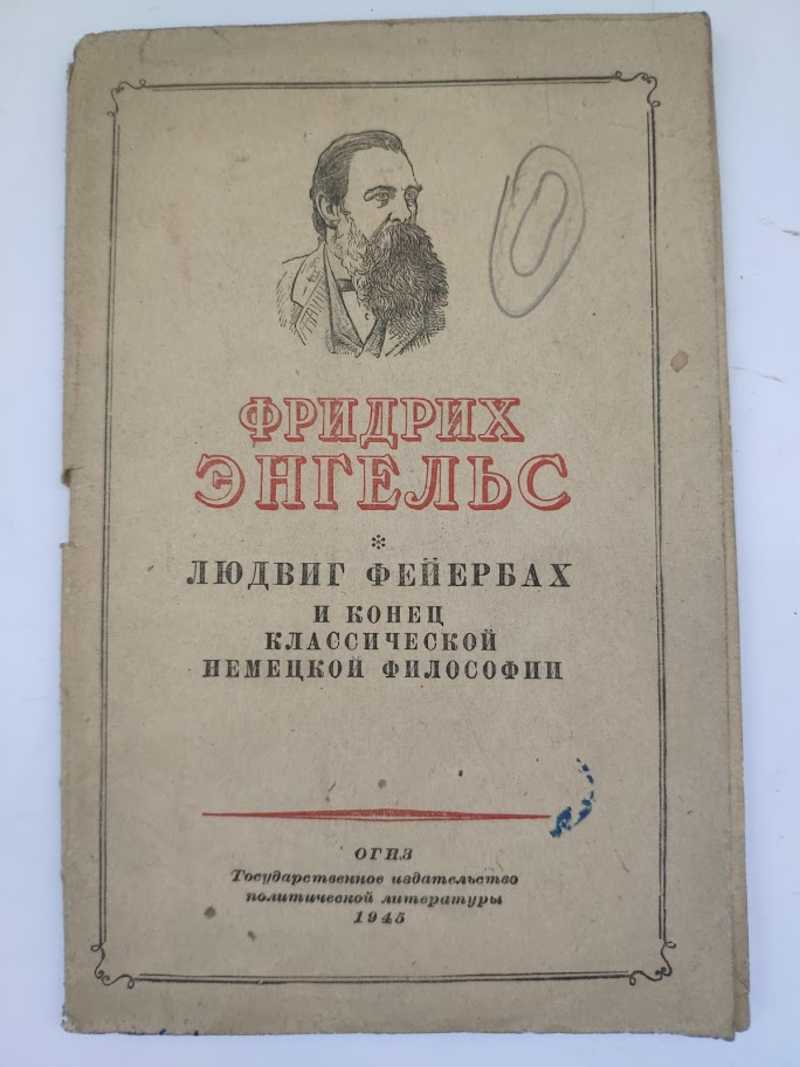 ФРИДРИХ
ЭНГЕЛЬС
*
ЛЮДВИГ ФЕЙЕРБАХ
И КОНЕЦ
КЛАССИЧЕСКОЙ
НЕМЕЦКОЙ ФИЛОСОФИИ
ОГИЗ
Государственное издательство
политической литературы
1945